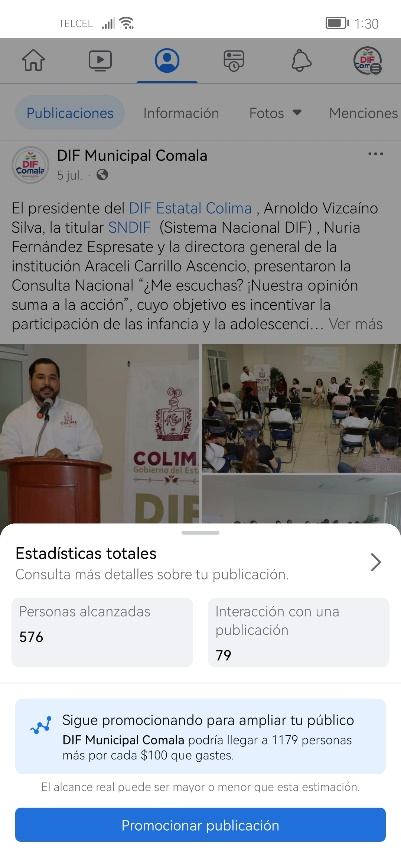 TELCEL 1:30
Publicaciones Información Fotos Menciones
DIF Municipal Comala
5 jul. ·
El presidente del DIF Estatal Colima , Arnoldo Vizcaíno
Silva, la titular SNDIF (Sistema Nacional DIF) , Nuria
Fernández Espresate y la directora general de la
institución Araceli Carrillo Ascencio, presentaron la
Consulta Nacional “¿Me escuchas? ¡Nuestra opinión
suma a la acción”, cuyo objetivo es incentivar la
participación de las infancia y la adolescenci… Ver más
COLIMA
Gobierno del Est
DIF
Estadísticas totales
Consulta más detalles sobre tu publicación.
Personas alcanzadas
576
Interacción con una
publicación
79
Sigue promocionando para ampliar tu público
DIF Municipal Comala podría llegar a 1179 personas
más por cada $100 que gastes.
El alcance real puede ser mayor o menor que esta estimación.
Promocionar publicación